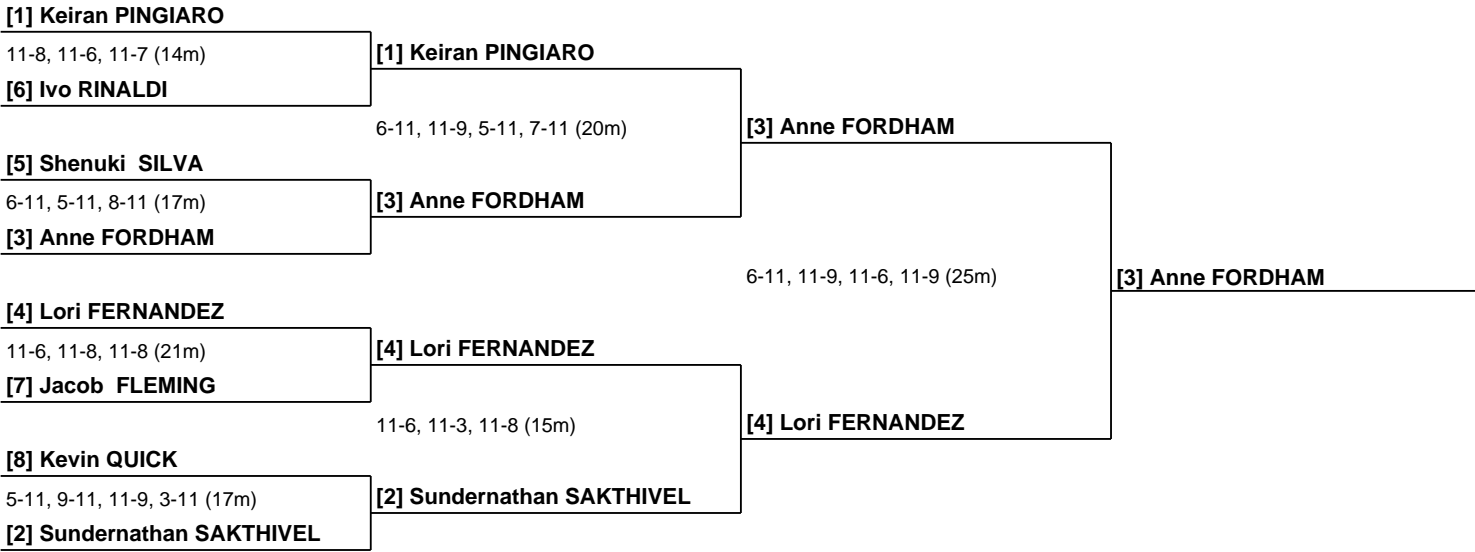 [1] Keiran PINGIARO
11-8, 11-6, 11-7 (14m)
[1] Keiran PINGIARO
[6] Ivo RINALDI
6-11, 11-9, 5-11, 7-11 (20m)
[3] Anne FORDHAM
[5] Shenuki  SILVA
6-11, 5-11, 8-11 (17m)
[3] Anne FORDHAM
[3] Anne FORDHAM
6-11, 11-9, 11-6, 11-9 (25m)
[3] Anne FORDHAM
[4] Lori FERNANDEZ
11-6, 11-8, 11-8 (21m)
[4] Lori FERNANDEZ
[7] Jacob  FLEMING
11-6, 11-3, 11-8 (15m)
[4] Lori FERNANDEZ
[8] Kevin QUICK
5-11, 9-11, 11-9, 3-11 (17m)
[2] Sundernathan SAKTHIVEL
[2] Sundernathan SAKTHIVEL